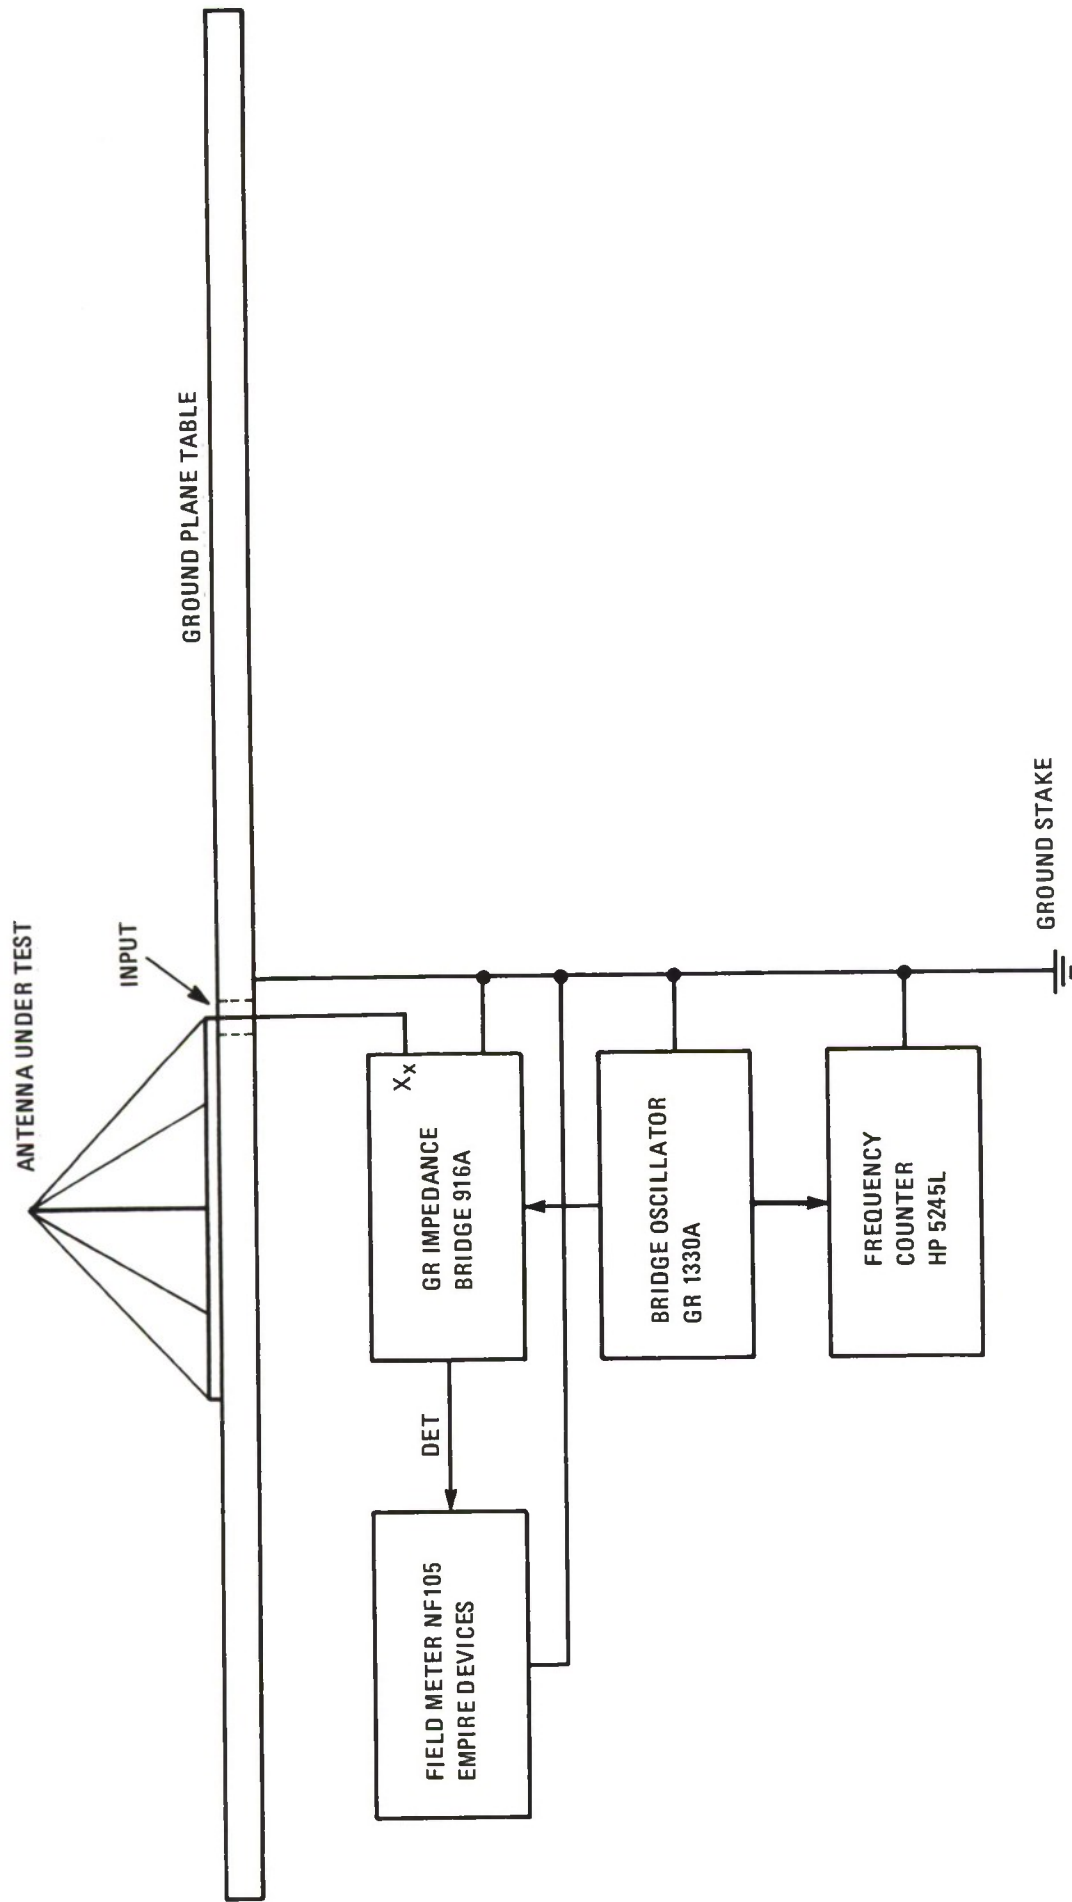 ANTENNA UNDER TEST
INPUT
GROUND PLANE TABLE
FIELD METER NF105
EMPIRE DEVICES
DET
GR IMPEDANCE
BRIDGE 916A
Xx
BRIDGE OSCILLATOR
GR 1330A
FREQUENCY
COUNTER
HP 5245L
GROUND STAKE